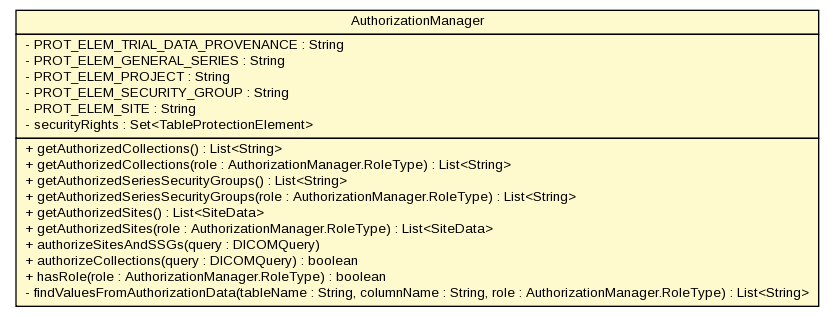 AuthorizationManager
- PROT_ELEM_TRIAL_DATA_PROVENANCE : String
- PROT_ELEM_GENERAL_SERIES : String
- PROT_ELEM_PROJECT : String
- PROT_ELEM_SECURITY_GROUP : String
- PROT_ELEM_SITE : String
- securityRights : Set<TableProtectionElement>
+ getAuthorizedCollections() : List<String>
+ getAuthorizedCollections(role : AuthorizationManager.RoleType) : List<String>
+ getAuthorizedSeriesSecurityGroups() : List<String>
+ getAuthorizedSeriesSecurityGroups(role : AuthorizationManager.RoleType) : List<String>
+ getAuthorizedSites() : List<SiteData>
+ getAuthorizedSites(role : AuthorizationManager.RoleType) : List<SiteData>
+ authorizeSitesAndSSGs(query : DICOMQuery)
+ authorizeCollections(query : DICOMQuery) : boolean
+ hasRole(role : AuthorizationManager.RoleType) : boolean
- findValuesFromAuthorizationData(tableName : String, columnName : String, role : AuthorizationManager.RoleType) : List<String>